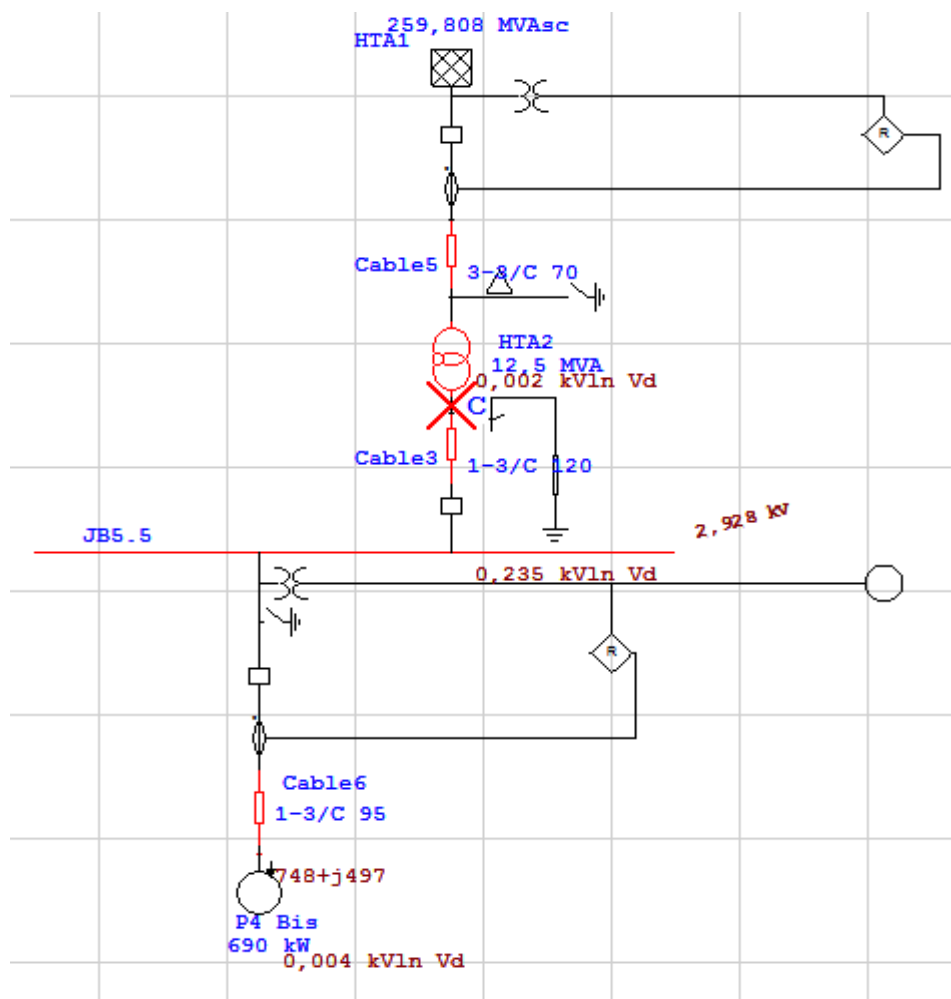 259,808 MVAsc
HTA1
R
Cable5
3-3/C 70
HTA2
12,5 MVA
0,002 kVln Vd
C
Cable3
1-3/C 120
2,928 kV
JB5.5
0,235 kVln Vd
R
Cable6
1-3/C 95
748+j497
P4 Bis
690 kW
0,004 kVln Vd